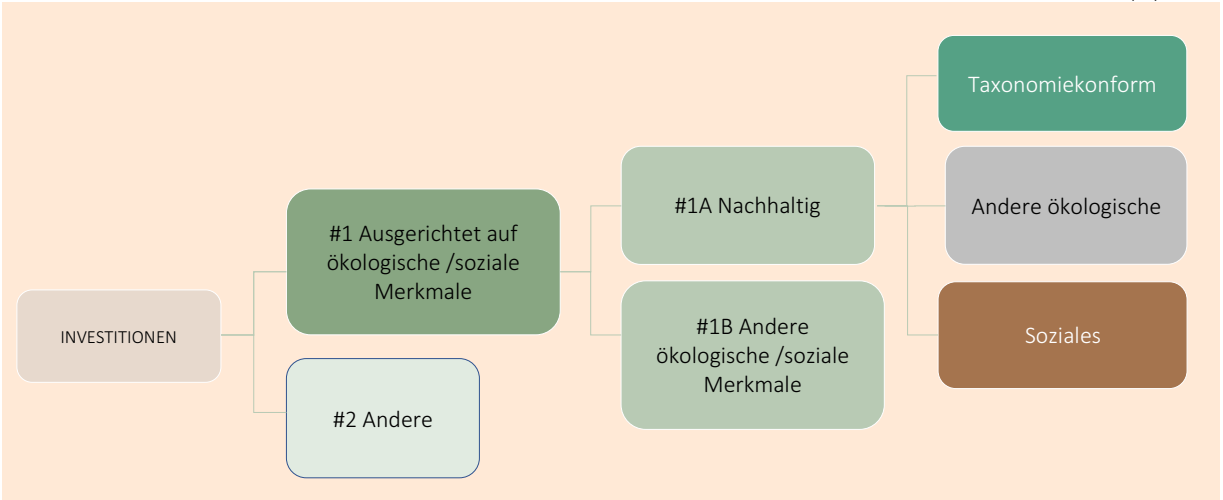 INVESTITIONEN
#1 Ausgerichtet auf
ökologische /soziale
Merkmale
#2 Andere
#1A Nachhaltig
#1B Andere
ökologische /soziale
Merkmale
Taxonomiekonform
Andere ökologische
Soziales